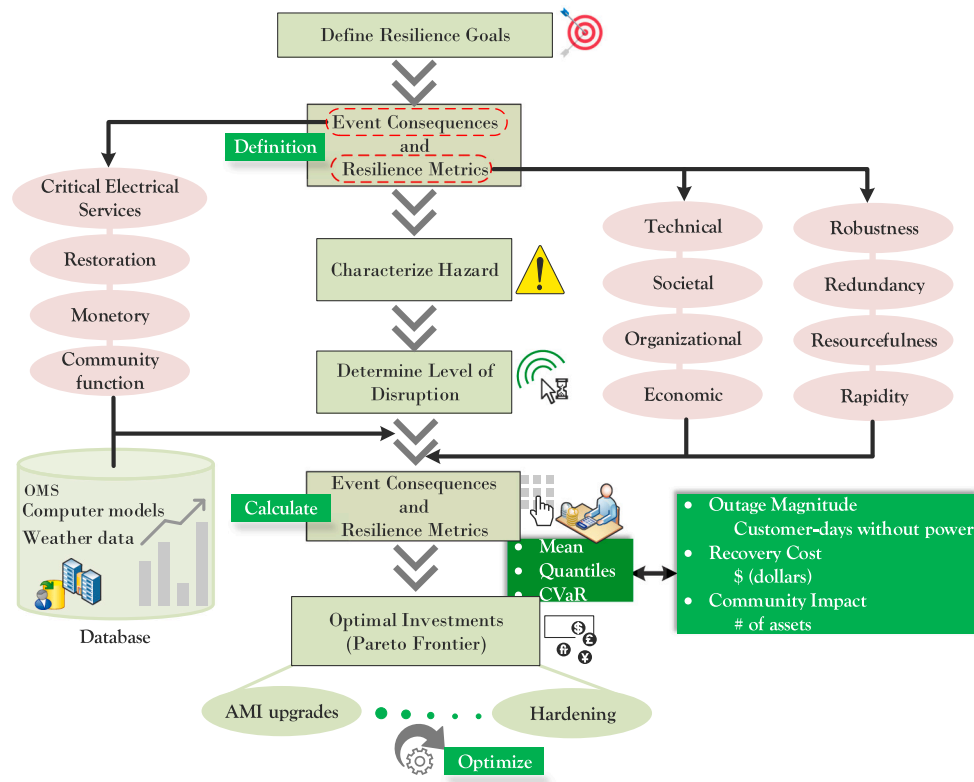 Define Resilience Goals
Event Consequences
and
Resilience Metrics
Definition
Critical Electrical
Services
Restoration
Monetory
Community
function
Technical
Societal
Organizational
Economic
Robustness
Redundancy
Resourcefulness
Rapidity
Characterize Hazard
!
Determine Level of
Disruption
OMS
Computer models
Weather data
Database
Calculate
Event Consequences
and
Resilience Metrics
• Mean
• Quantiles
• CVaR
• Outage Magnitude
Customer-days without power
• Recovery Cost
$ (dollars)
• Community Impact
# of assets
Optimal Investments
(Pareto Frontier)
$
£
¥
AMI upgrades
Hardening
Optimize